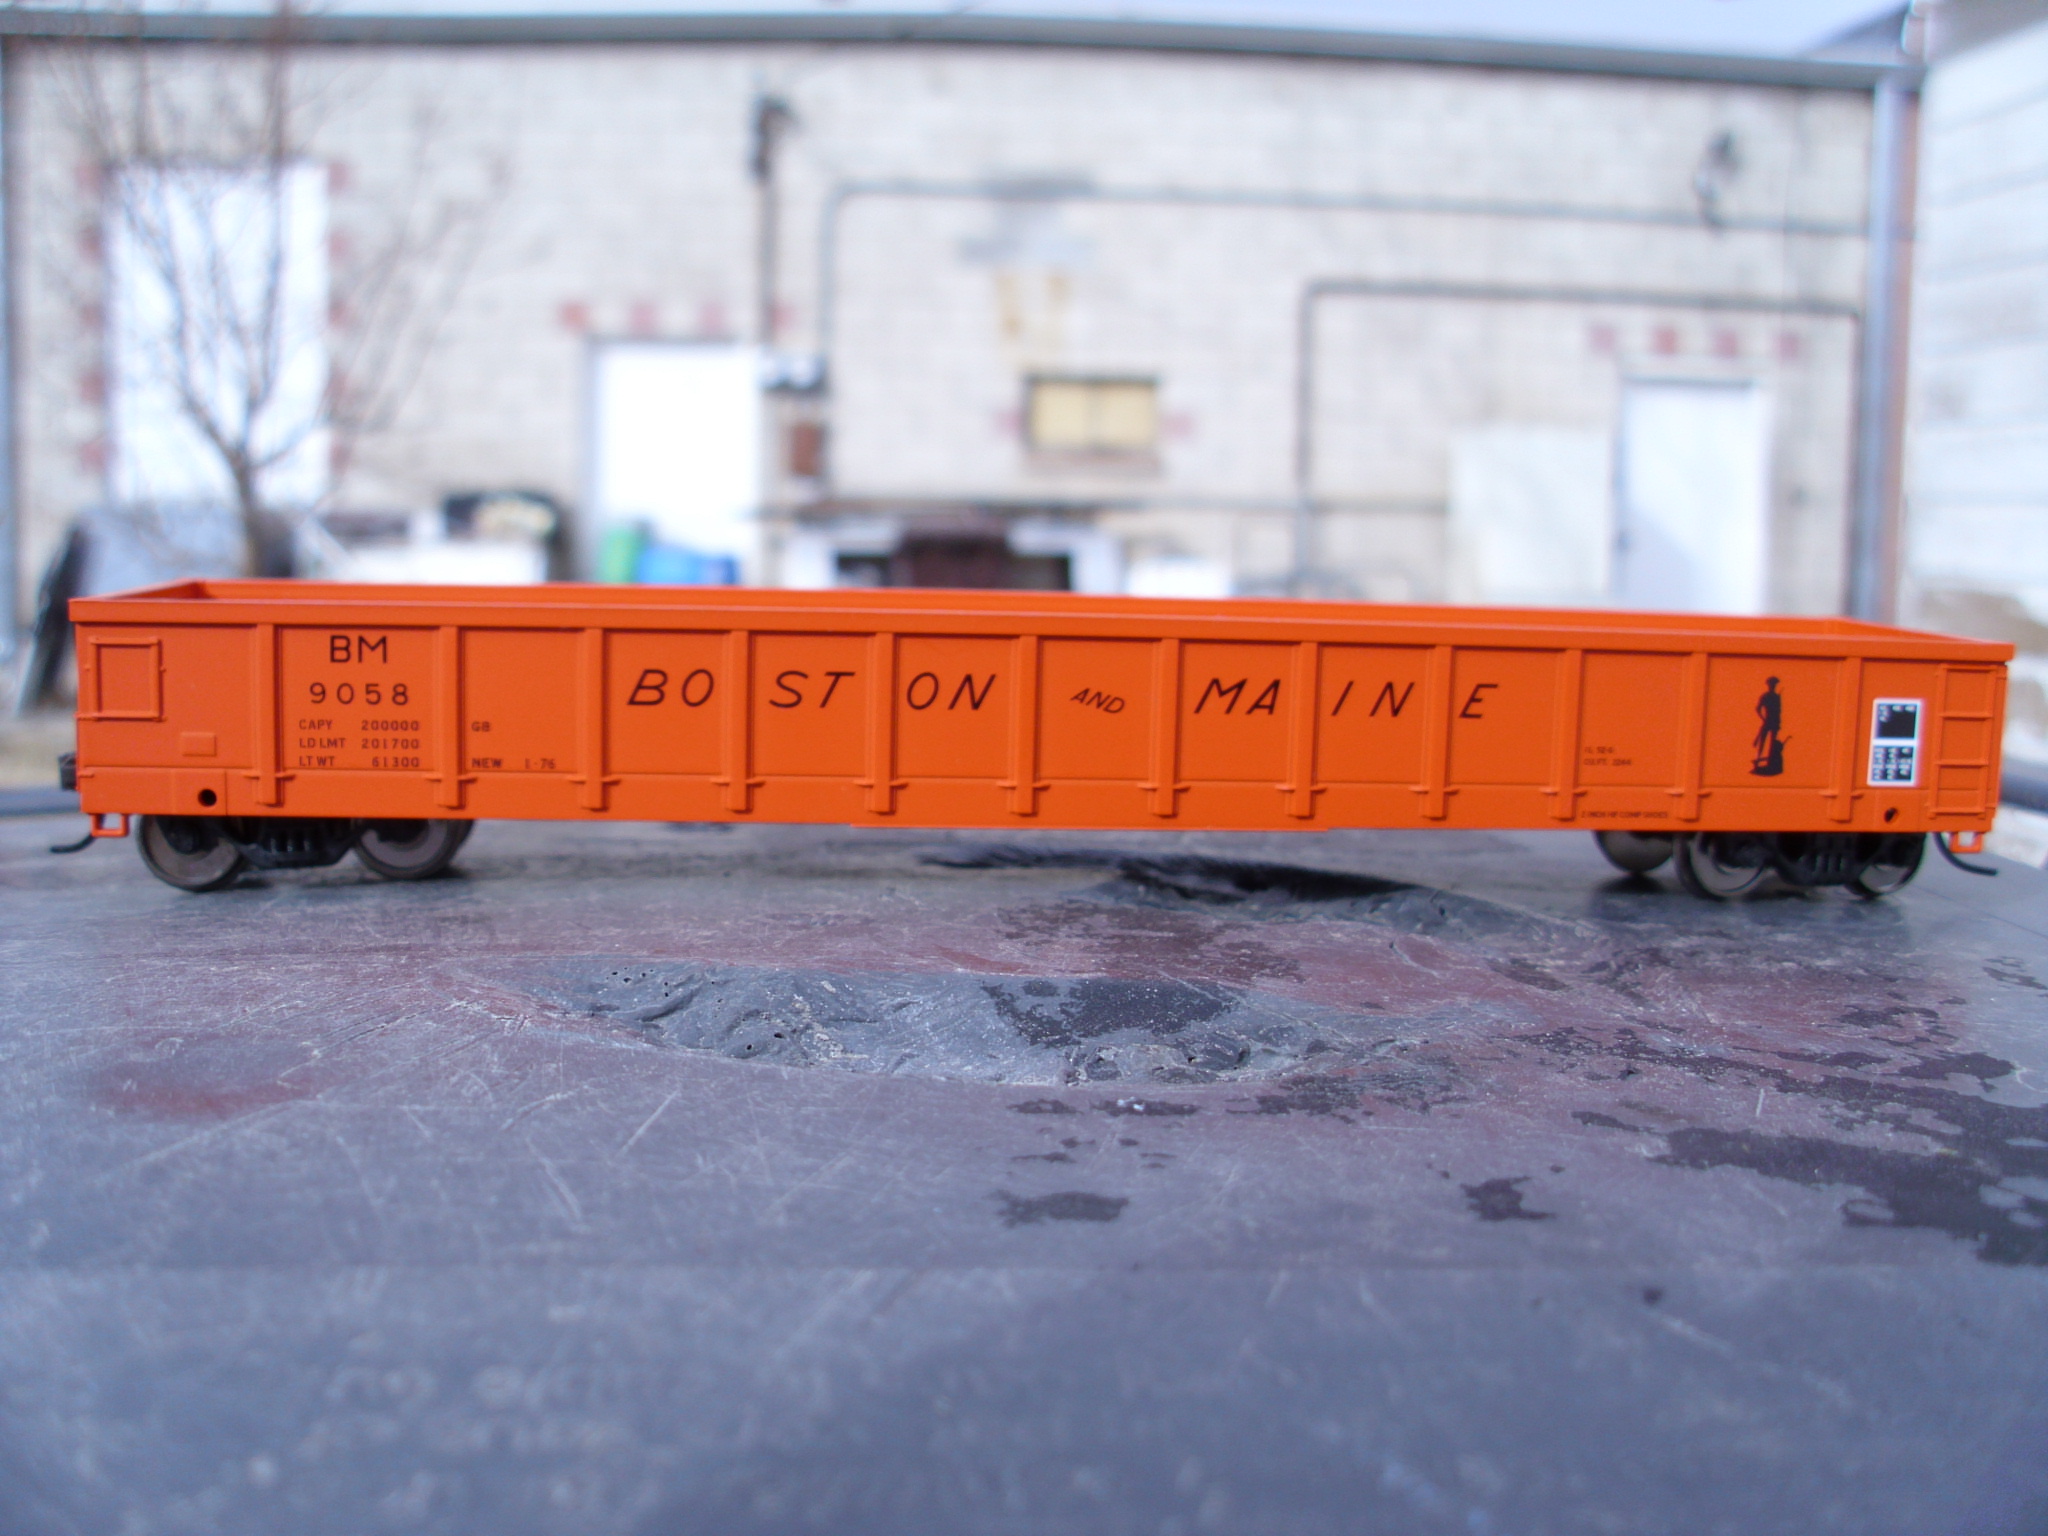 BM
9058
CAPY 200000
LD LMT 201700
LT WT 61300
GB
NEW 1-76
BOSTON AND MAINE